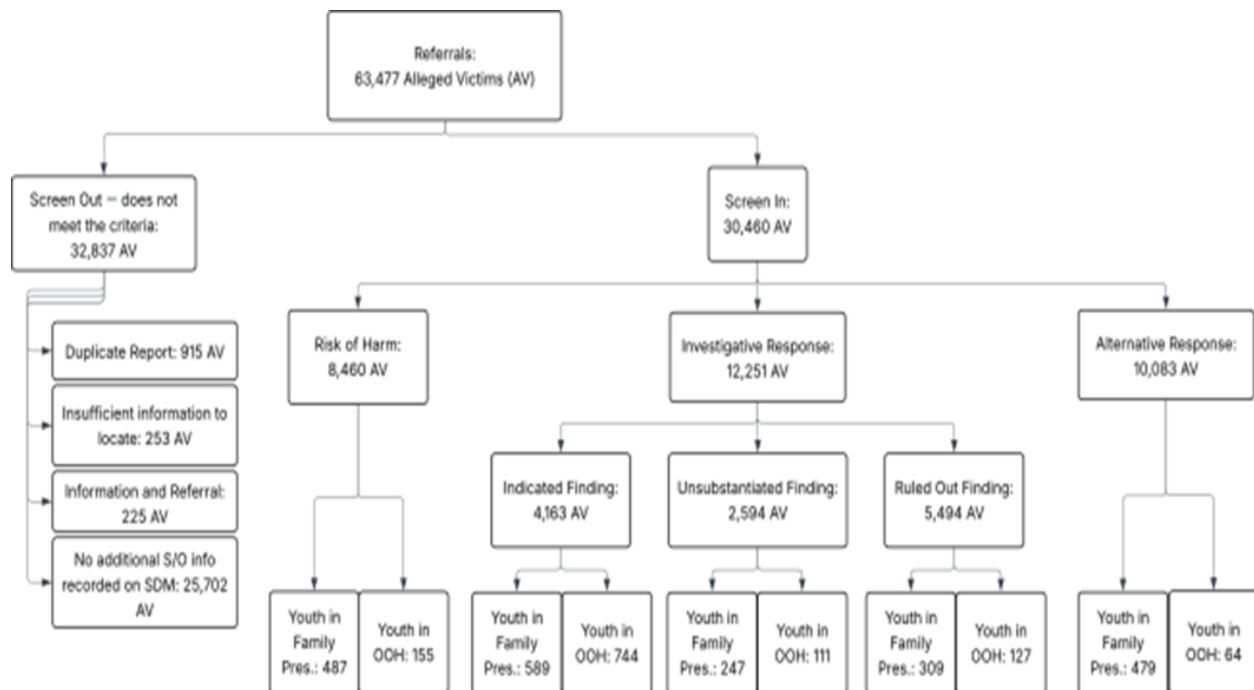 Referrals:
63,477 Alleged Victims (AV)
Screen Out – does not
meet the criteria:
32,837 AV
Screen In:
30,460 AV
Duplicate Report: 915 AV
Insufficient information to
locate: 253 AV
Information and Referral:
225 AV
No additional S/O info
recorded on SDM: 25,702
AV
Risk of Harm:
8,460 AV
Investigative Response:
12,251 AV
Alternative Response:
10,083 AV
Indicated Finding:
4,163 AV
Unsubstantiated Finding:
2,594 AV
Ruled Out Finding:
5,494 AV
Youth in
Family
Pres.: 487
Youth in
OOH: 155
Youth in
Family
Pres.: 589
Youth in
OOH: 744
Youth in
Family
Pres.: 247
Youth in
OOH: 111
Youth in
Family
Pres.: 309
Youth in
OOH: 127
Youth in
Family
Pres.: 479
Youth in
OOH: 64